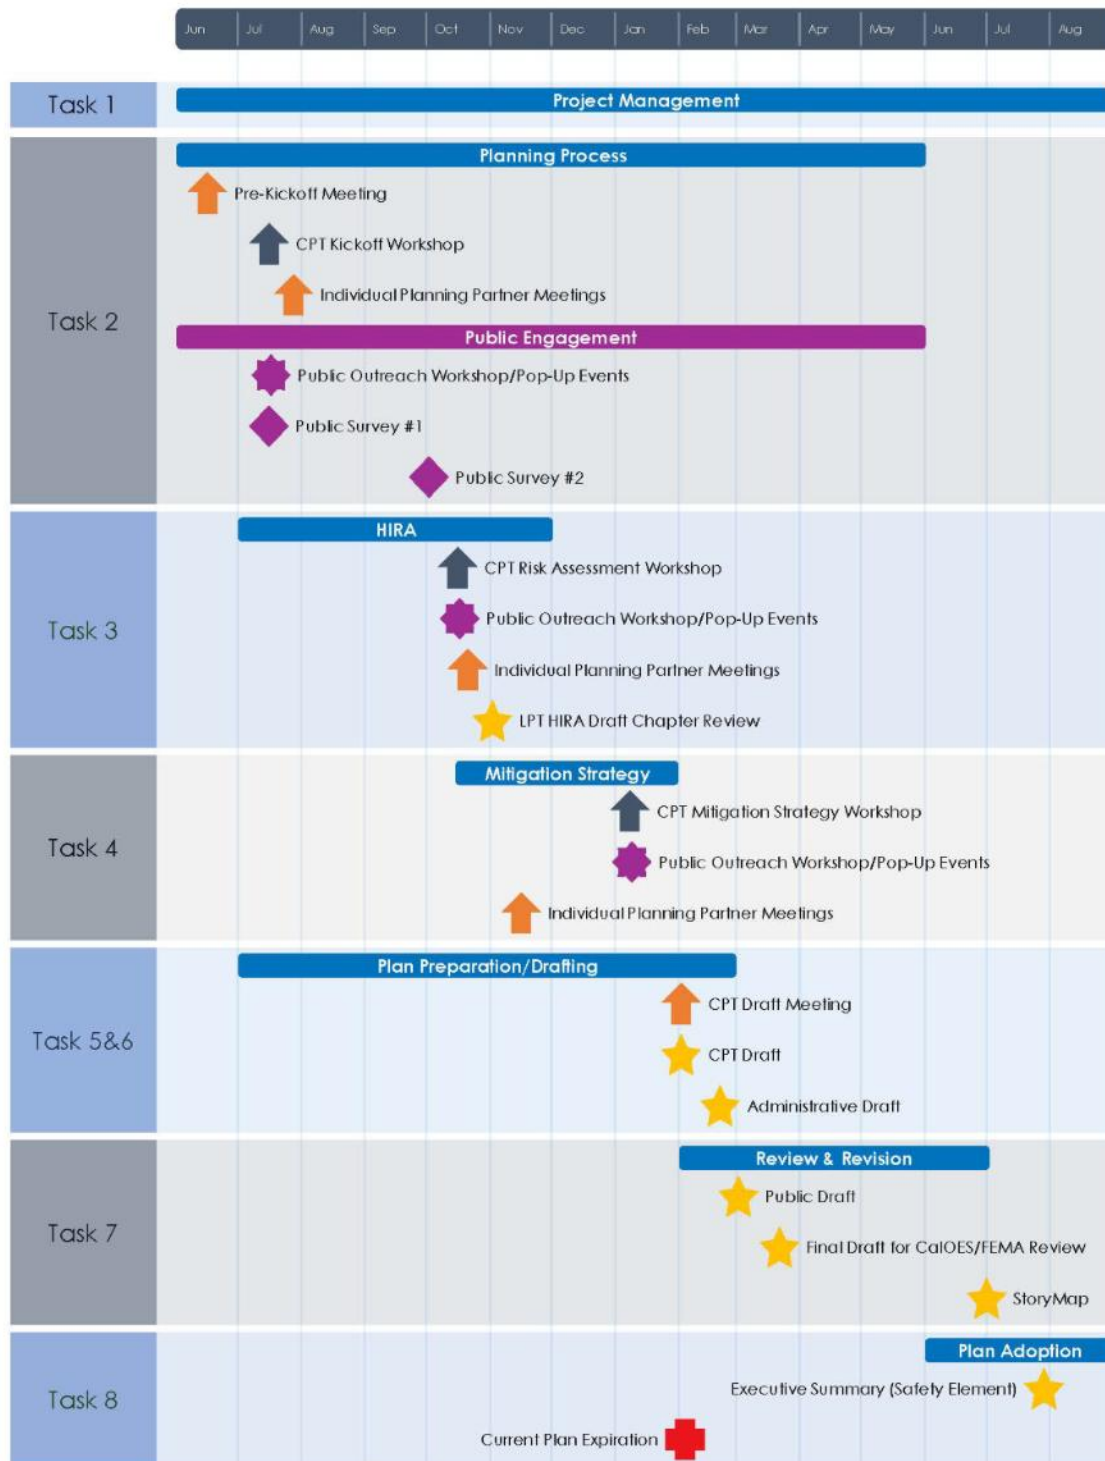 Jun Jul Aug Sep Oct Nov Dec Jan Feb Mar Apr May Jun Jul Aug
Task 1
Project Management
Task 2
Planning Process
Pre-Kickoff Meeting
CPT Kickoff Workshop
Individual Planning Partner Meetings
Public Engagement
Public Outreach Workshop/Pop-Up Events
Public Survey #1
Public Survey #2
Task 3
HIRA
CPT Risk Assessment Workshop
Public Outreach Workshop/Pop-Up Events
Individual Planning Partner Meetings
LPT HIRA Draft Chapter Review
Task 4
Mitigation Strategy
CPT Mitigation Strategy Workshop
Public Outreach Workshop/Pop-Up Events
Individual Planning Partner Meetings
Task 5&6
Plan Preparation/Drafting
CPT Draft Meeting
CPT Draft
Administrative Draft
Task 7
Review & Revision
Public Draft
Final Draft for CalOES/FEMA Review
StoryMap
Task 8
Plan Adoption
Executive Summary (Safety Element)
Current Plan Expiration